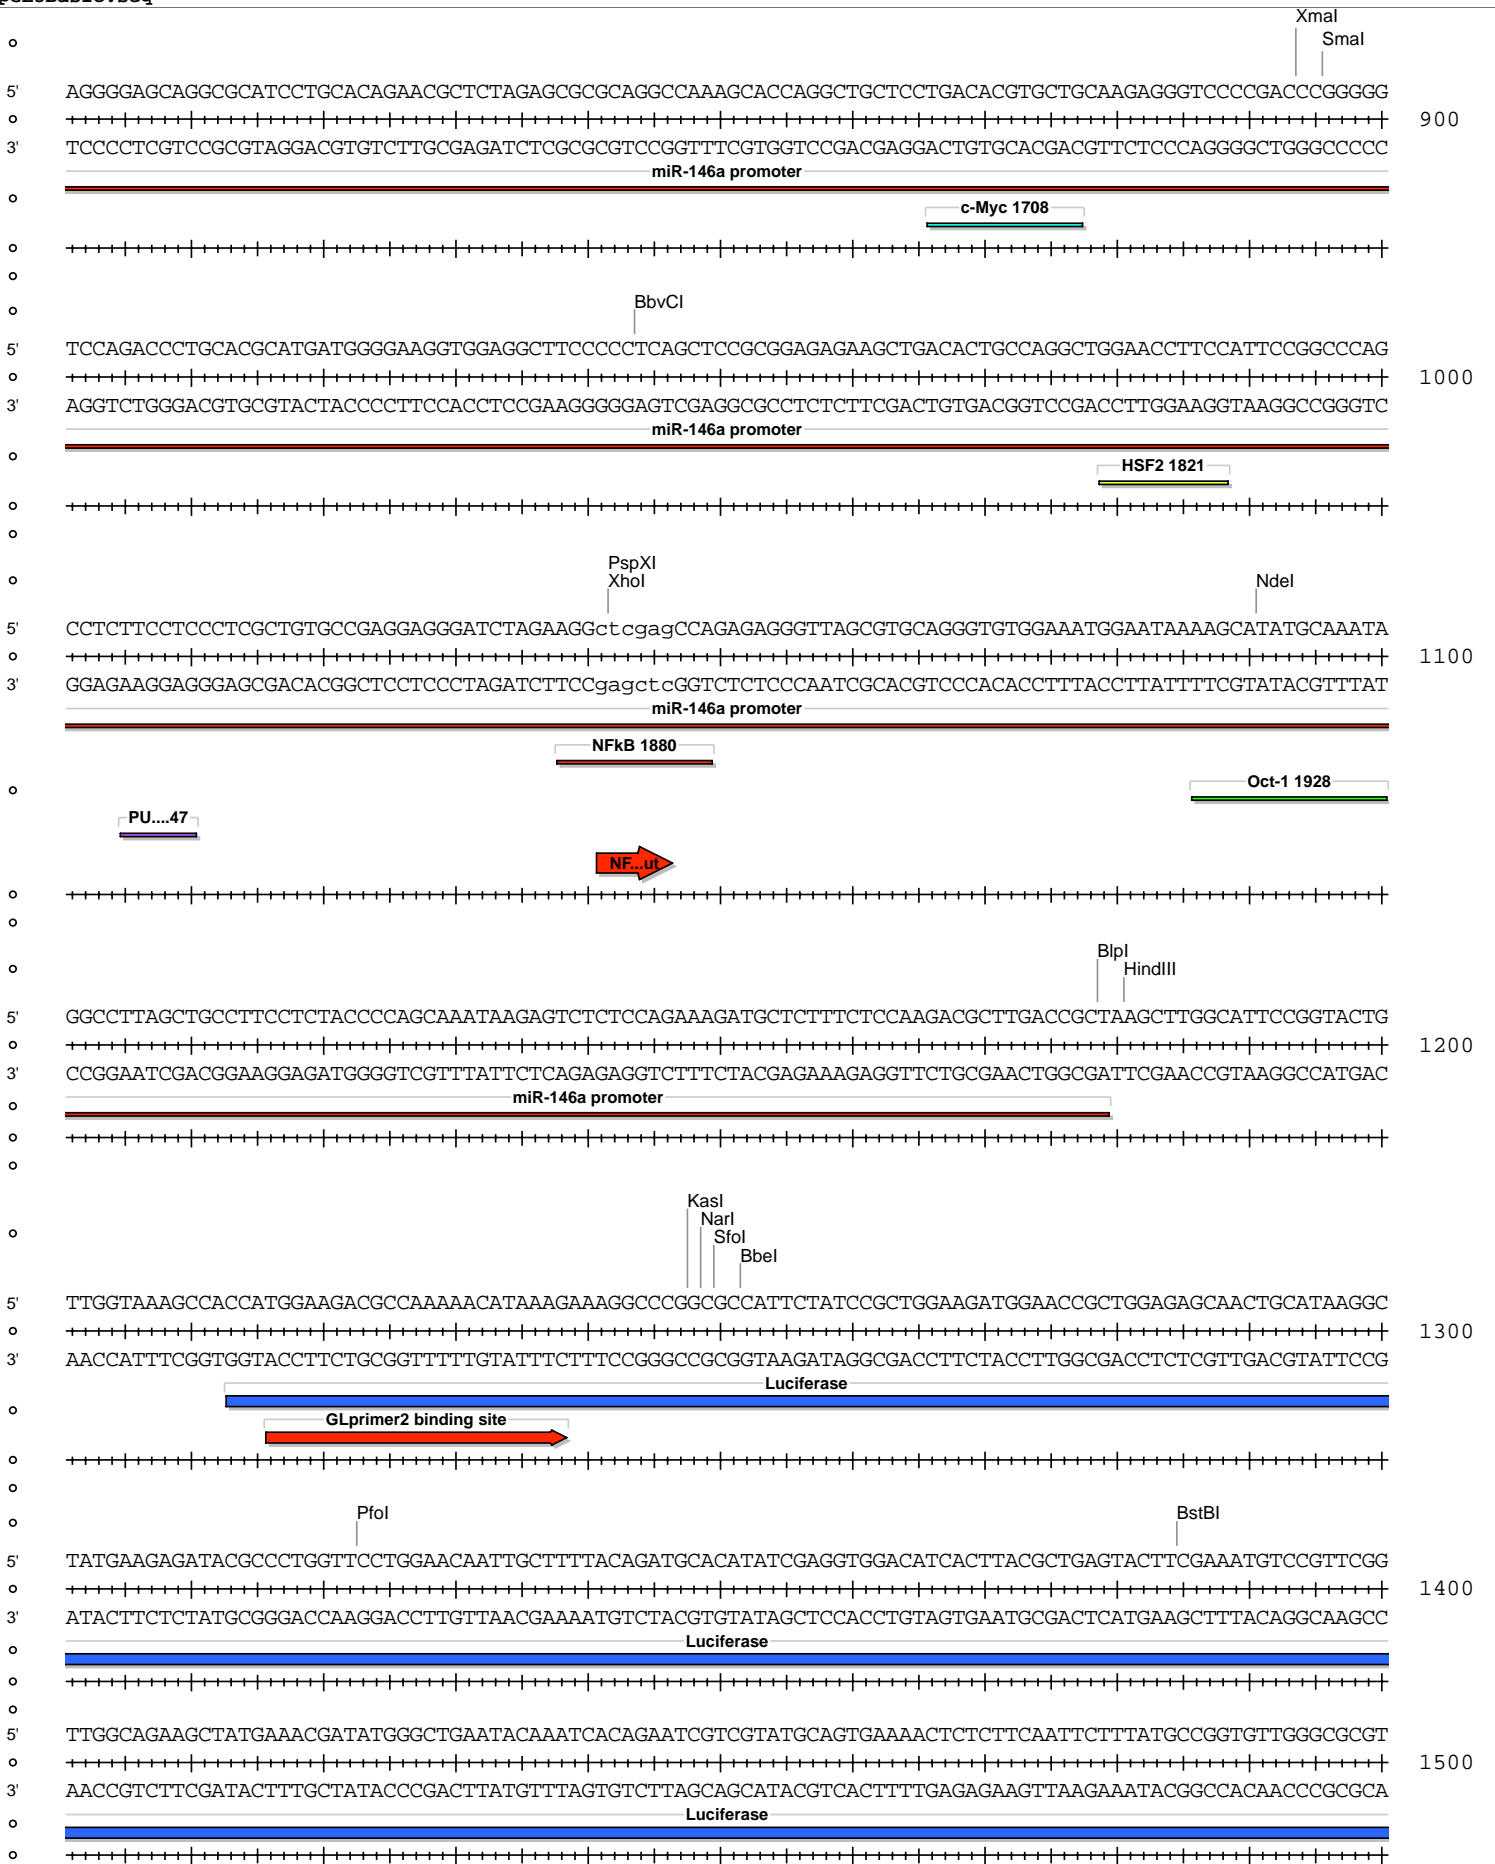 XmaI
SmaI
5' AGGGGAGCAGGCGCATCCTGCACAGAACGCTCTAGAGCGCGCAGGCCAAAGCACCAGGCTGCTCCTGACACGTGCTGCAAGAGGGTCCCCGACCCGGGGG
900
3' TCCCCTCGTCCGCGTAGGACGTGTCTTGCGAGATCTCGCGCGTCCGGTTTCGTGGTCCGACGAGGACTGTGCACGACGTTCTCCCAGGGGCTGGGCCCCC
miR-146a promoter
c-Myc 1708
BbvCI
5' TCCAGACCCTGCACGCATGATGGGGAAGGTGGAGGCTTCCCCCTCAGCTCCGCGGAGAGAAGCTGACACTGCCAGGCTGGAACCTTCCATTCCGGCCCAG
1000
3' AGGTCTGGGACGTGCGTACTACCCCTTCCACCTCCGAAGGGGGAGTCGAGGCGCCTCTCTTCGACTGTGACGGTCCGACCTTGGAAGGTAAGGCCGGGTC
miR-146a promoter
HSF2 1821
PspXI
XhoI
NdeI
5' CCTCTTCCTCCCTCGCTGTGCCGAGGAGGGATCTAGAAGGctcgagCCAGAGAGGGTTAGCGTGCAGGGTGTGGAAATGGAATAAAAGCATATGCAAATA
1100
3' GGAGAAGGAGGGAGCGACACGGCTCCTCCCTAGATCTTCCgagctcGGTCTCTCCCAATCGCACGTCCCACACCTTTACCTTATTTTCGTATACGTTTAT
miR-146a promoter
NFkB 1880
Oct-1 1928
PU....47
NF...ut
BlpI
HindIII
5' GGCCTTAGCTGCCTTCCTCTACCCCAGCAAATAAGAGTCTCTCCAGAAAGATGCTCTTTCTCCAAGACGCTTGACCGCTAAGCTTGGCATTCCGGTACTG
1200
3' CCGGAATCGACGGAAGGAGATGGGGTCGTTTATTCTCAGAGAGGTCTTTCTACGAGAAAGAGGTTCTGCGAACTGGCGATTCGAACCGTAAGGCCATGAC
miR-146a promoter
KasI
NarI
SfoI
BbeI
5' TTGGTAAAGCCACCATGGAAGACGCCAAAAACATAAAGAAAGGCCCGGCGCCATTCTATCCGCTGGAAGATGGAACCGCTGGAGAGCAACTGCATAAGGC
1300
3' AACCATTTCGGTGGTACCTTCTGCGGTTTTTGTATTTCTTTCCGGGCCGCGGTAAGATAGGCGACCTTCTACCTTGGCGACCTCTCGTTGACGTATTCCG
Luciferase
GLprimer2 binding site
PfoI
BstBI
5' TATGAAGAGATACGCCCTGGTTCCTGGAACAATTGCTTTTACAGATGCACATATCGAGGTGGACATCACTTACGCTGAGTACTTCGAAATGTCCGTTCGG
1400
3' ATACTTCTCTATGCGGGACCAAGGACCTTGTTAACGAAAATGTCTACGTGTATAGCTCCACCTGTAGTGAATGCGACTCATGAAGCTTTACAGGCAAGCC
Luciferase
5' TTGGCAGAAGCTATGAAACGATATGGGCTGAATACAAATCACAGAATCGTCGTATGCAGTGAAAACTCTCTTCAATTCTTTATGCCGGTGTTGGGCGCGT
1500
3' AACCGTCTTCGATACTTTGCTATACCCGACTTATGTTTAGTGTCTTAGCAGCATACGTCACTTTTGAGAGAAGTTAAGAAATACGGCCACAACCCGCGCA
Luciferase